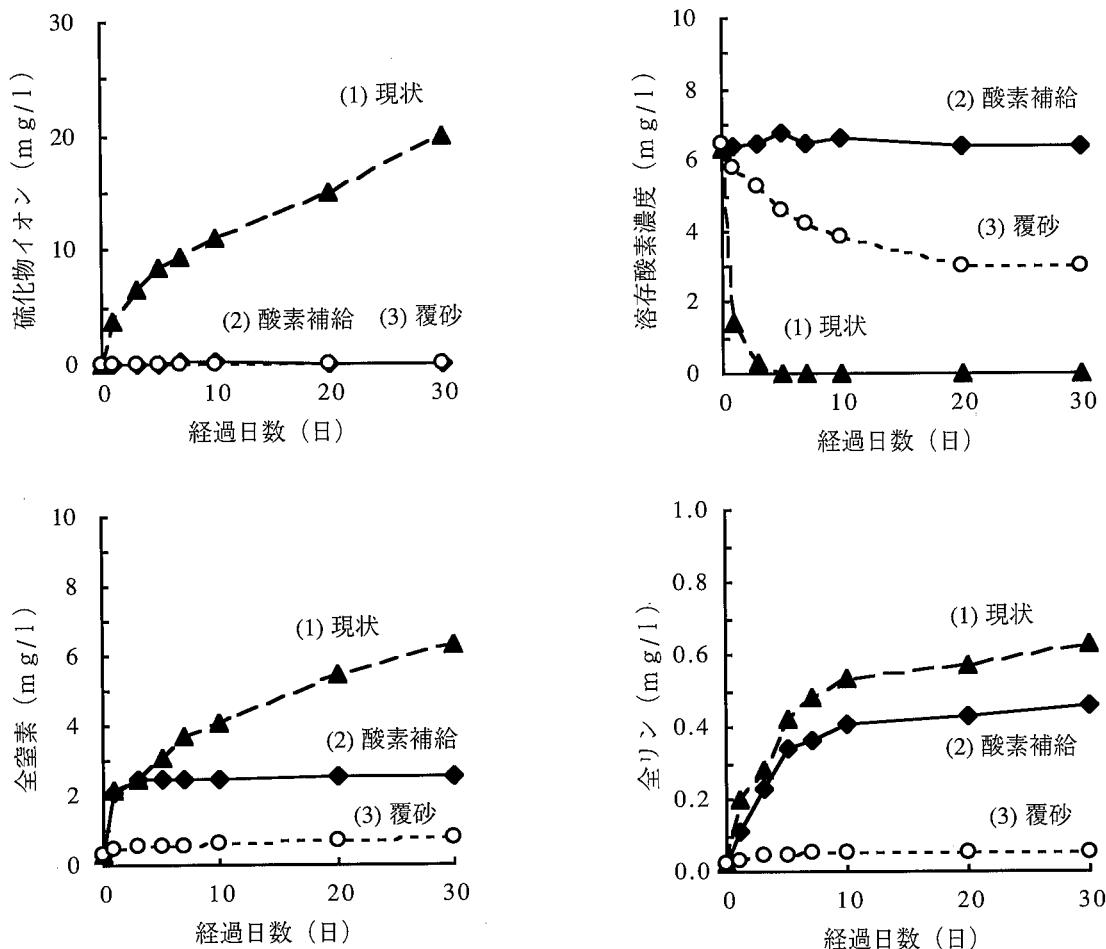 硫化物イオン (mg/l)
30
20
10
0
(1) 現状
(2) 酸素補給 (3) 覆砂
0 10 20 30
経過日数 (日)
溶存酸素濃度 (mg/l)
10
8
6
4
2
0
(2) 酸素補給
(3) 覆砂
(1) 現状
0 10 20 30
経過日数 (日)
全窒素 (mg/l)
10
8
6
4
2
0
(1) 現状
(2) 酸素補給
(3) 覆砂
0 10 20 30
経過日数 (日)
全リン (mg/l)
1.0
0.8
0.6
0.4
0.2
0.0
(1) 現状
(2) 酸素補給
(3) 覆砂
0 10 20 30
経過日数 (日)